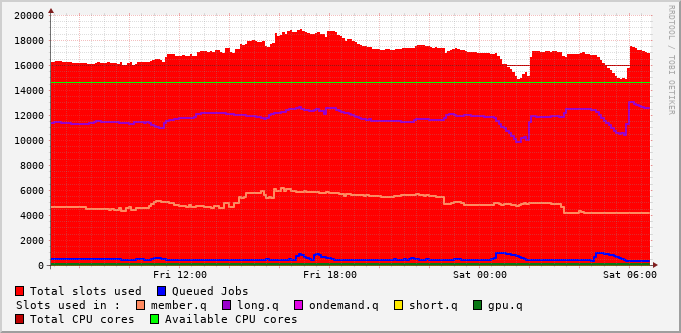 20000
18000
16000
14000
12000
10000
8000
6000
4000
2000
0
Fri 12:00 Fri 18:00 Sat 00:00 Sat 06:00
RRDTOOL / TOBI OETIKER
Total slots used Queued Jobs
Slots used in : member.q long.q ondemand.q short.q gpu.q
Total CPU cores Available CPU cores